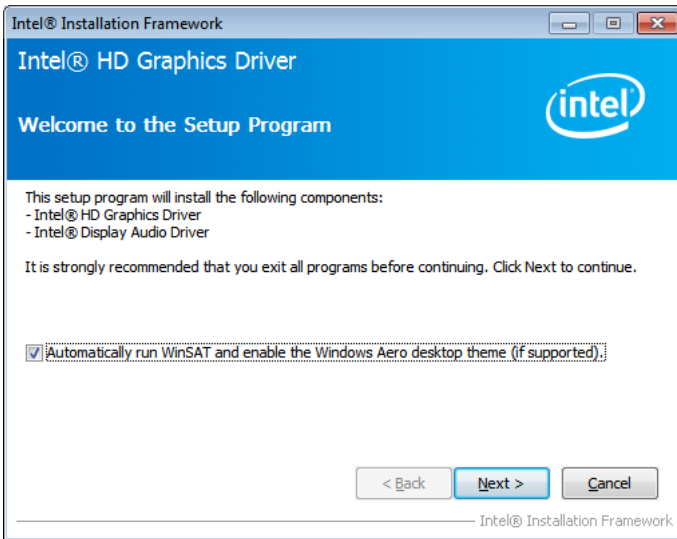 Intel® Installation Framework
Intel® HD Graphics Driver
intel
Welcome to the Setup Program
This setup program will install the following components:
- Intel® HD Graphics Driver
- Intel® Display Audio Driver
It is strongly recommended that you exit all programs before continuing. Click Next to continue.
Automatically run WinSAT and enable the Windows Aero desktop theme (if supported).
< Back
Next >
Cancel
Intel® Installation Framework